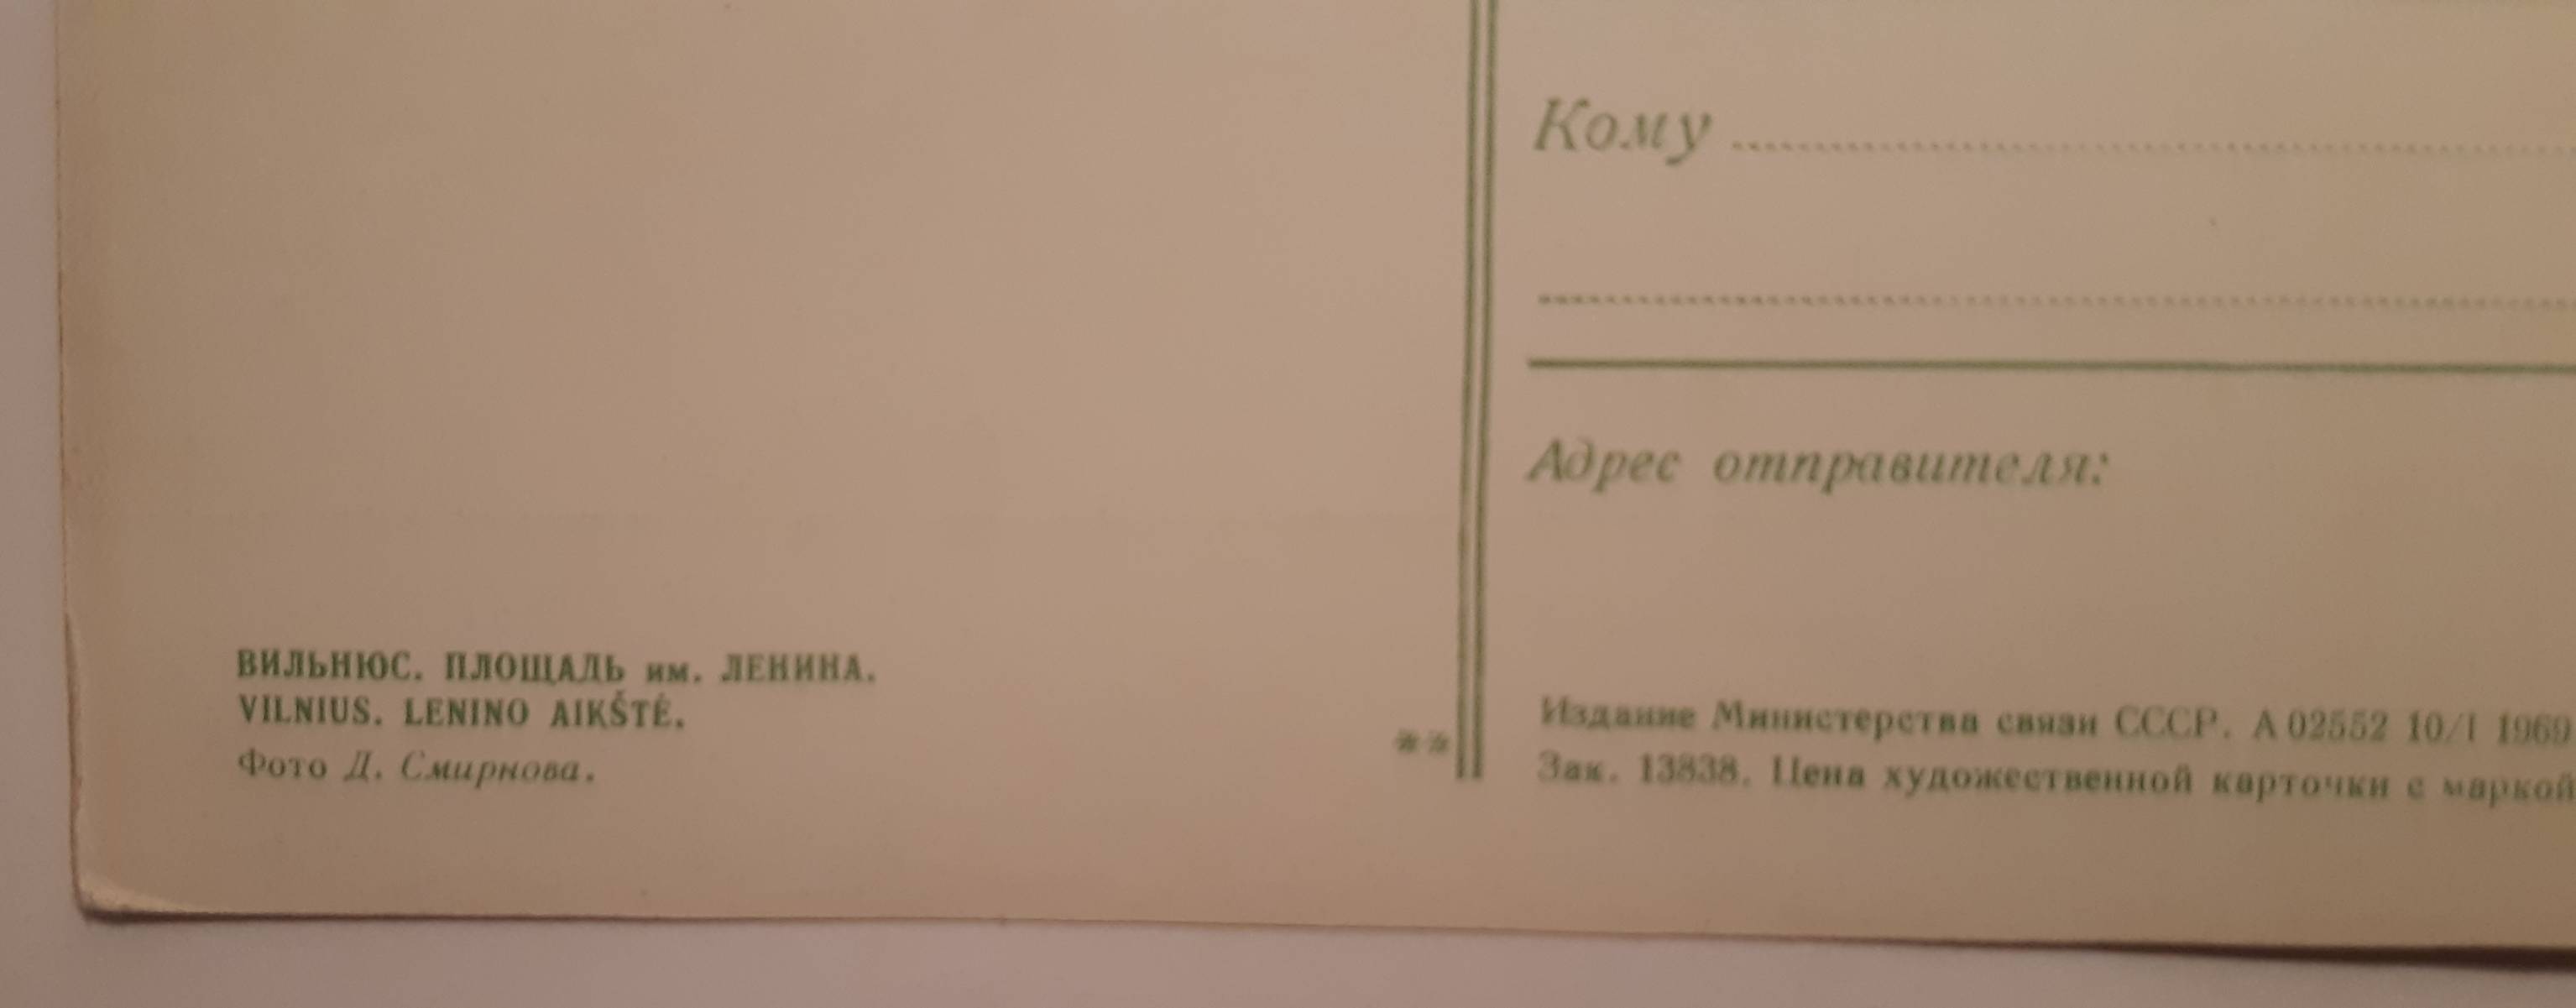 Кому
Адрес отправителя:
ВИЛЬНЮС. ПЛОЩАДЬ им. ЛЕНИНА.
VILNIUS. LENINO AIKŠTĖ.
Фото Д. Смирнова.
**
Издание Министерства связи СССР. А 02552 10/I 1969
Зак. 13838. Цена художественной карточки с маркой